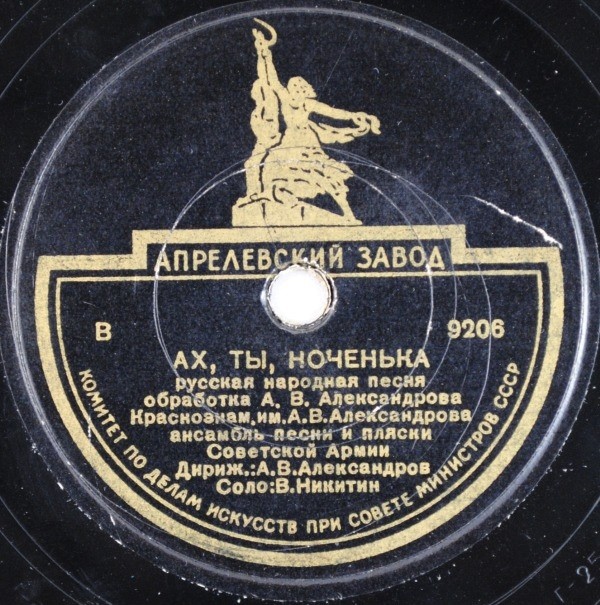 АПРЕЛЕВСКИЙ ЗАВОД
В 9206
АХ, ТЫ, НОЧЕНЬКА
русская народная песня
обработка А. В. Александрова
Краснознам.им.А.В.Александрова
ансамбль песни и пляски
Советской Армии
Дириж.:А.В.Александров
Соло:В.Никитин
КОМИТЕТ ПО ДЕЛАМ ИСКУССТВ ПРИ СОВЕТЕ МИНИСТРОВ СССР